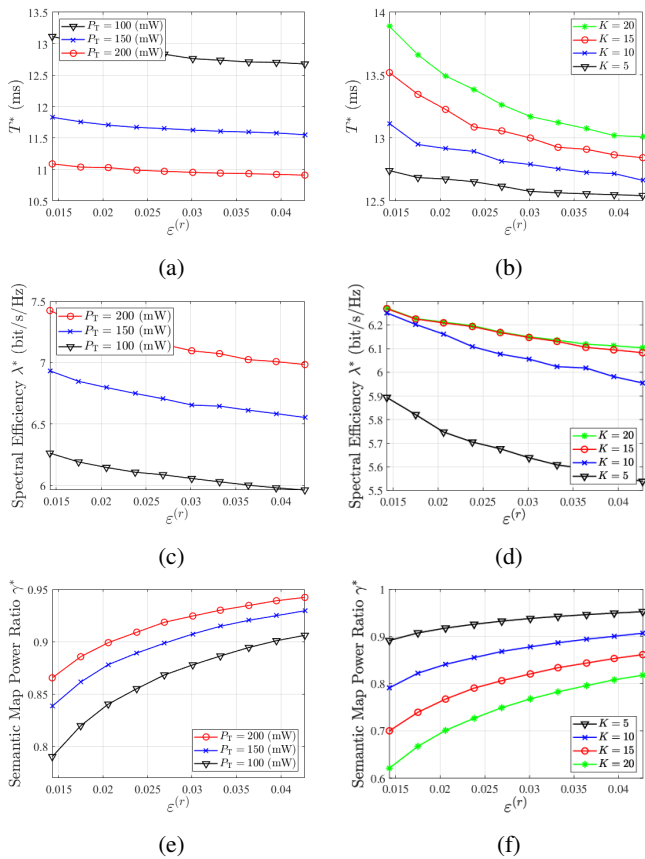 13.5
13
12.5
12
11.5
11
10.5
T* (ms)
P_T = 100 (mW)
P_T = 150 (mW)
P_T = 200 (mW)
0.015 0.02 0.025 0.03 0.035 0.04
ε^(r)
(a)
14
13.5
13
12.5
T* (ms)
K = 20
K = 15
K = 10
K = 5
0.015 0.02 0.025 0.03 0.035 0.04
ε^(r)
(b)
7.5
7
6.5
6
Spectral Efficiency λ* (bit/s/Hz)
P_T = 200 (mW)
P_T = 150 (mW)
P_T = 100 (mW)
0.015 0.02 0.025 0.03 0.035 0.04
ε^(r)
(c)
6.2
6.1
6
5.9
5.8
5.7
5.6
5.5
Spectral Efficiency λ* (bit/s/Hz)
K = 20
K = 15
K = 10
K = 5
0.015 0.02 0.025 0.03 0.035 0.04
ε^(r)
(d)
0.95
0.9
0.85
0.8
Semantic Map Power Ratio γ*
P_T = 200 (mW)
P_T = 150 (mW)
P_T = 100 (mW)
0.015 0.02 0.025 0.03 0.035 0.04
ε^(r)
(e)
1
0.9
0.8
0.7
0.6
Semantic Map Power Ratio γ*
K = 5
K = 10
K = 15
K = 20
0.015 0.02 0.025 0.03 0.035 0.04
ε^(r)
(f)